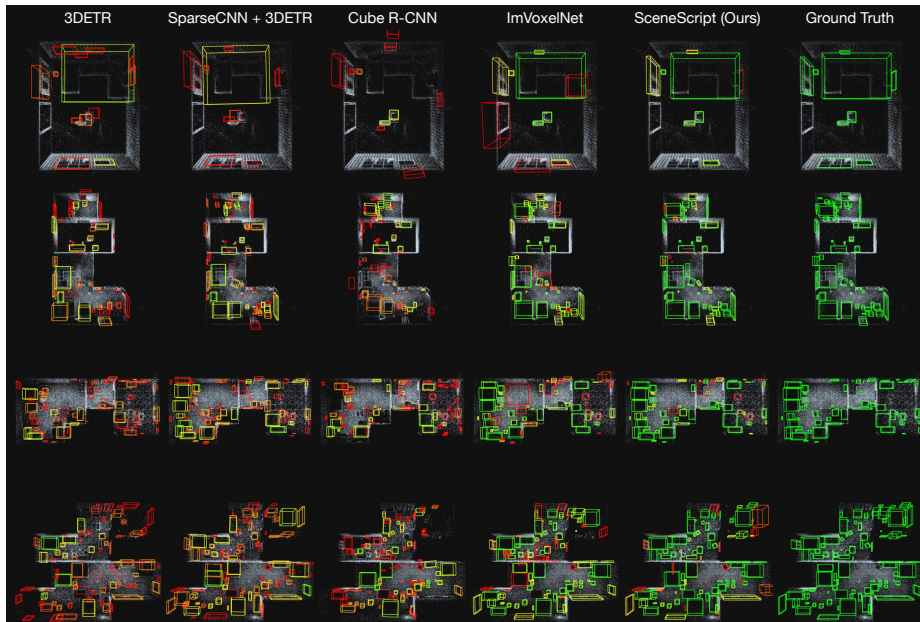 3DETR
SparseCNN + 3DETR
Cube R-CNN
ImVoxelNet
SceneScript (Ours)
Ground Truth